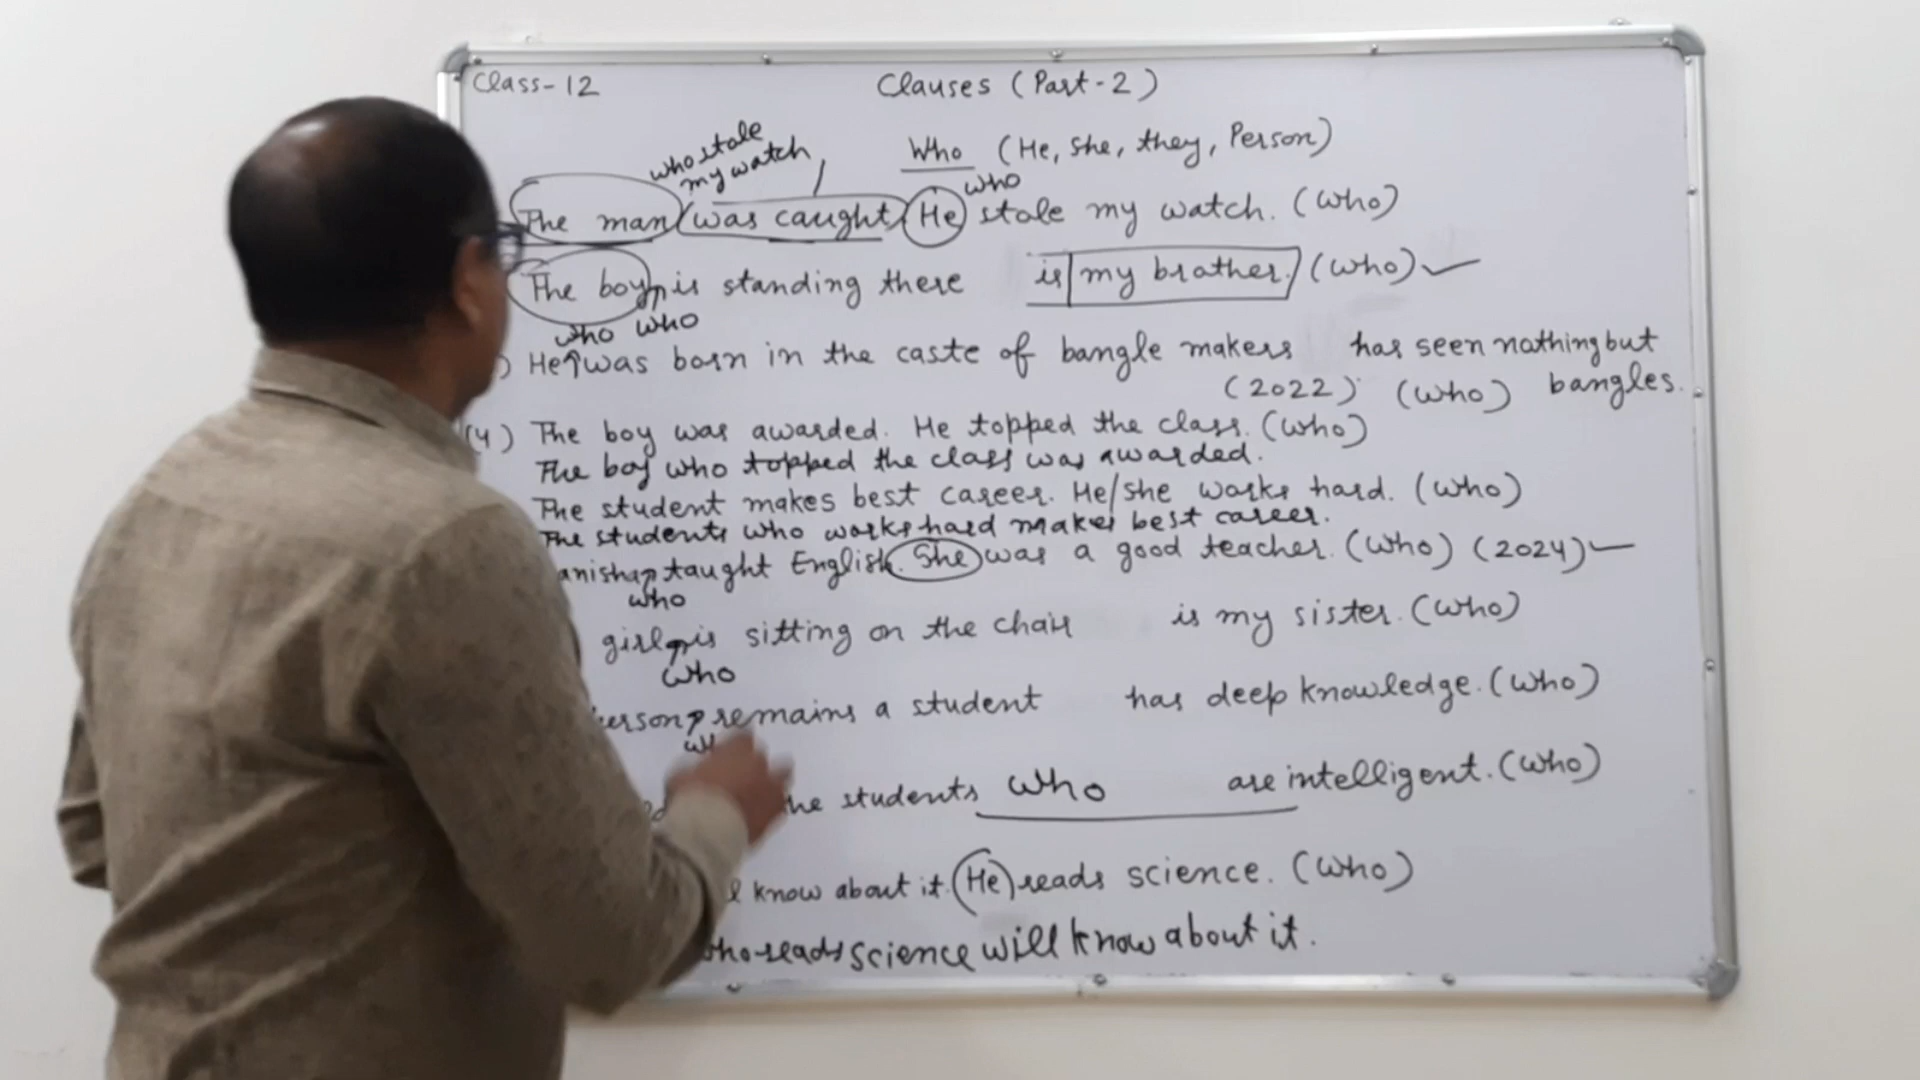 Class-12
Clauses (Part-2)
who stole
my watch
Who (He, She, they, Person)
who
The man was caught He stole my watch. (who)
The boy is standing there is my brother. (who)
who who
) He was born in the caste of bangle makers has seen nothing but
(2022) (who) bangles.
(4) The boy was awarded. He topped the class. (who)
The boy who topped the class was awarded.
The student makes best career. He/she works hard. (who)
The students who works hard makes best career.
anisha taught English. She was a good teacher. (who) (2024)
who
girl is sitting on the chair is my sister. (who)
who
person remains a student has deep knowledge. (who)
the students who are intelligent. (who)
know about it. He reads science. (who)
who reads science will know about it.